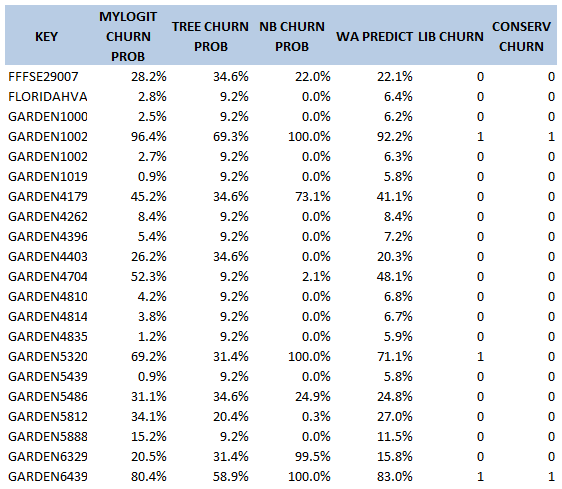 KEY MYLOGIT CHURN PROB TREE CHURN PROB NB CHURN PROB WA PREDICT LIB CHURN CONSERV CHURN
FFFSE29007 28.2% 34.6% 22.0% 22.1% 0 0
FLORIDAHVA 2.8% 9.2% 0.0% 6.4% 0 0
GARDEN1000 2.5% 9.2% 0.0% 6.2% 0 0
GARDEN1002 96.4% 69.3% 100.0% 92.2% 1 1
GARDEN1002 2.7% 9.2% 0.0% 6.3% 0 0
GARDEN1019 0.9% 9.2% 0.0% 5.8% 0 0
GARDEN4179 45.2% 34.6% 73.1% 41.1% 0 0
GARDEN4262 8.4% 9.2% 0.0% 8.4% 0 0
GARDEN4396 5.4% 9.2% 0.0% 7.2% 0 0
GARDEN4403 26.2% 34.6% 0.0% 20.3% 0 0
GARDEN4704 52.3% 9.2% 2.1% 48.1% 0 0
GARDEN4810 4.2% 9.2% 0.0% 6.8% 0 0
GARDEN4814 3.8% 9.2% 0.0% 6.7% 0 0
GARDEN4835 1.2% 9.2% 0.0% 5.9% 0 0
GARDEN5320 69.2% 31.4% 100.0% 71.1% 1 0
GARDEN5439 0.9% 9.2% 0.0% 5.8% 0 0
GARDEN5486 31.1% 34.6% 24.9% 24.8% 0 0
GARDEN5812 34.1% 20.4% 0.3% 27.0% 0 0
GARDEN5888 15.2% 9.2% 0.0% 11.5% 0 0
GARDEN6329 20.5% 31.4% 99.5% 15.8% 0 0
GARDEN6439 80.4% 58.9% 100.0% 83.0% 1 1